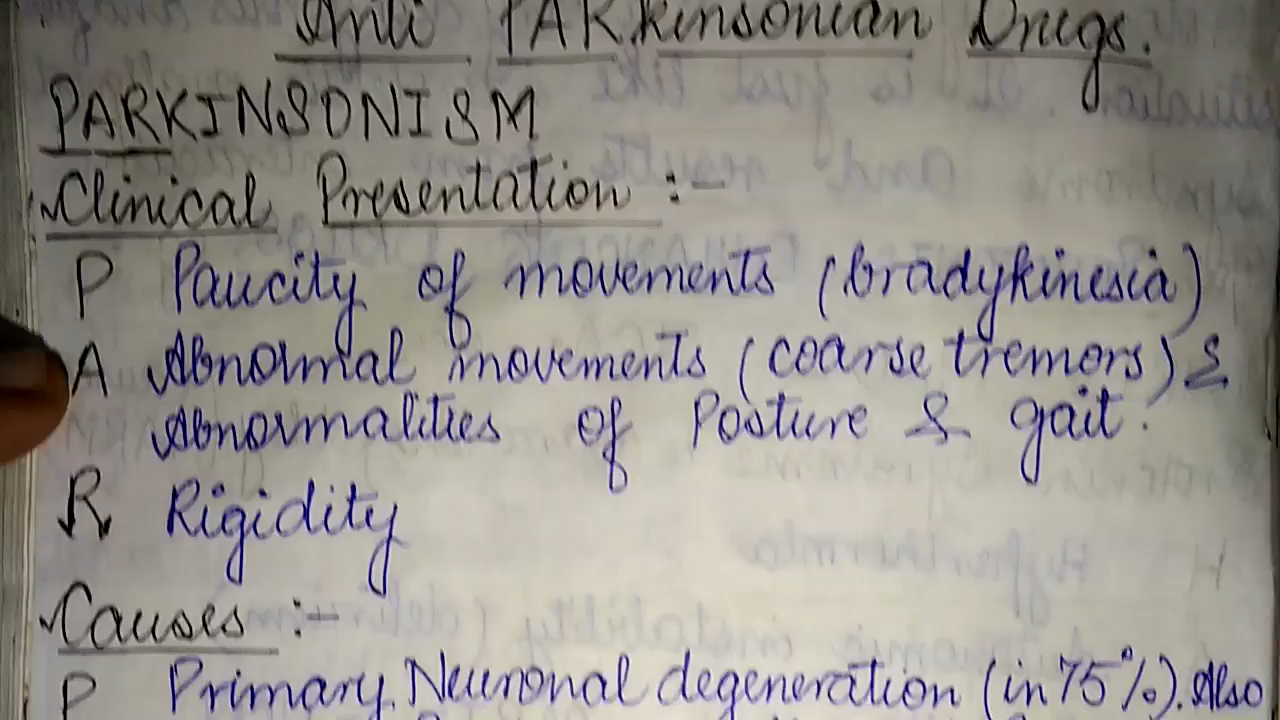 Anti PARkinsonian Drugs.
PARKINSONISM
Clinical Presentation :-
P Paucity of movements (bradykinesia)
A Abnormal movements (coarse tremors) &
Abnormalities of Posture & gait.
R Rigidity
Causes :-
P Primary Neuronal degeneration (in 75%). Also